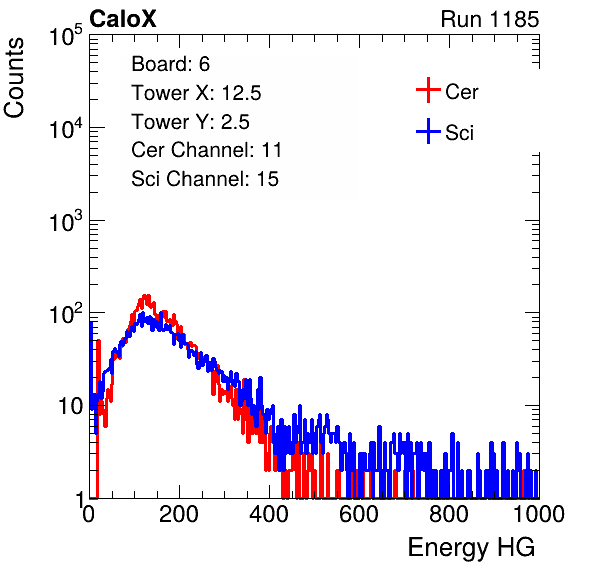 CaloX Run 1185
Counts
Board: 6
Tower X: 12.5
Tower Y: 2.5
Cer Channel: 11
Sci Channel: 15
Cer
Sci
10^5
10^4
10^3
10^2
10
1
0 200 400 600 800 1000
Energy HG